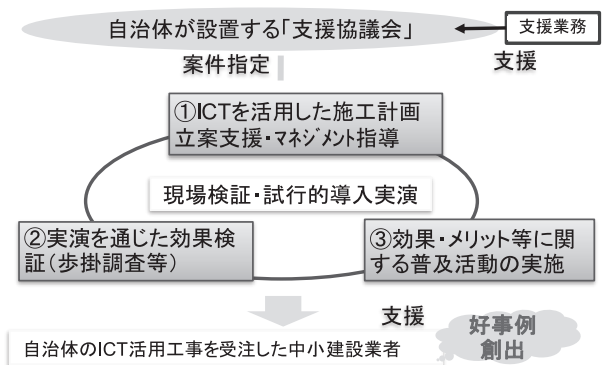 自治体が設置する「支援協議会」
支援業務
支援
案件指定
①ICTを活用した施工計画
立案支援・マネジメント指導
現場検証・試行的導入実演
②実演を通じた効果検
証(歩掛調査等)
③効果・メリット等に関
する普及活動の実施
支援
好事例
創出
自治体のICT活用工事を受注した中小建設業者